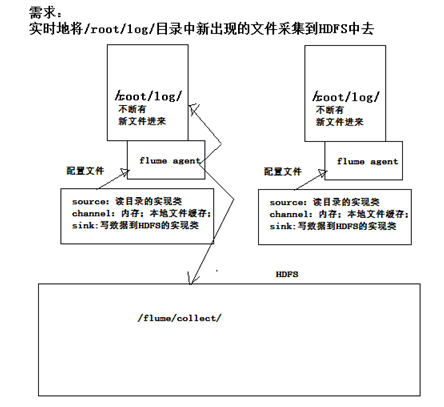 需求：
实时地将/root/log/目录中新出现的文件采集到HDFS中去
/root/log/
不断有
新文件进来
flume agent
配置文件
source: 读目录的实现类
channel: 内存; 本地文件缓存;
sink:写数据到HDFS的实现类
/root/log/
不断有
新文件进来
flume agent
配置文件
source: 读目录的实现类
channel: 内存; 本地文件缓存;
sink:写数据到HDFS的实现类
HDFS
/flume/collect/